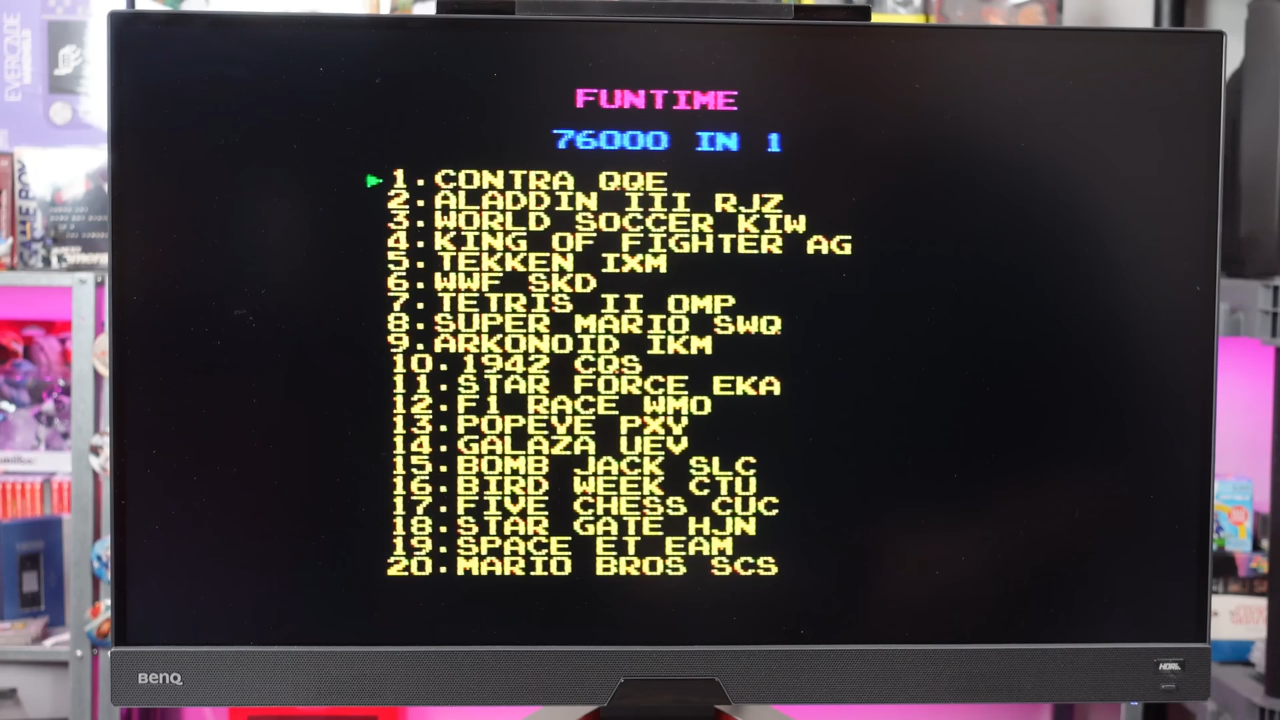 EVERCADE
FUNTIME
76000 IN 1
1.CONTRA QQE
2.ALADDIN III RJZ
3.WORLD SOCCER KIW
4.KING OF FIGHTER AG
5.TEKKEN IXM
6.WWF SKD
7.TETRIS II OMP
8.SUPER MARIO SWQ
9.ARKONOID IKM
10.1942 CQS
11.STAR FORCE EKA
12.F1 RACE WMO
13.POPEYE PXV
14.GALAZA UEV
15.BOMB JACK SLC
16.BIRD WEEK CTU
17.FIVE CHESS CUC
18.STAR GATE HJN
19.SPACE ET EAM
20.MARIO BROS SCS
BenQ